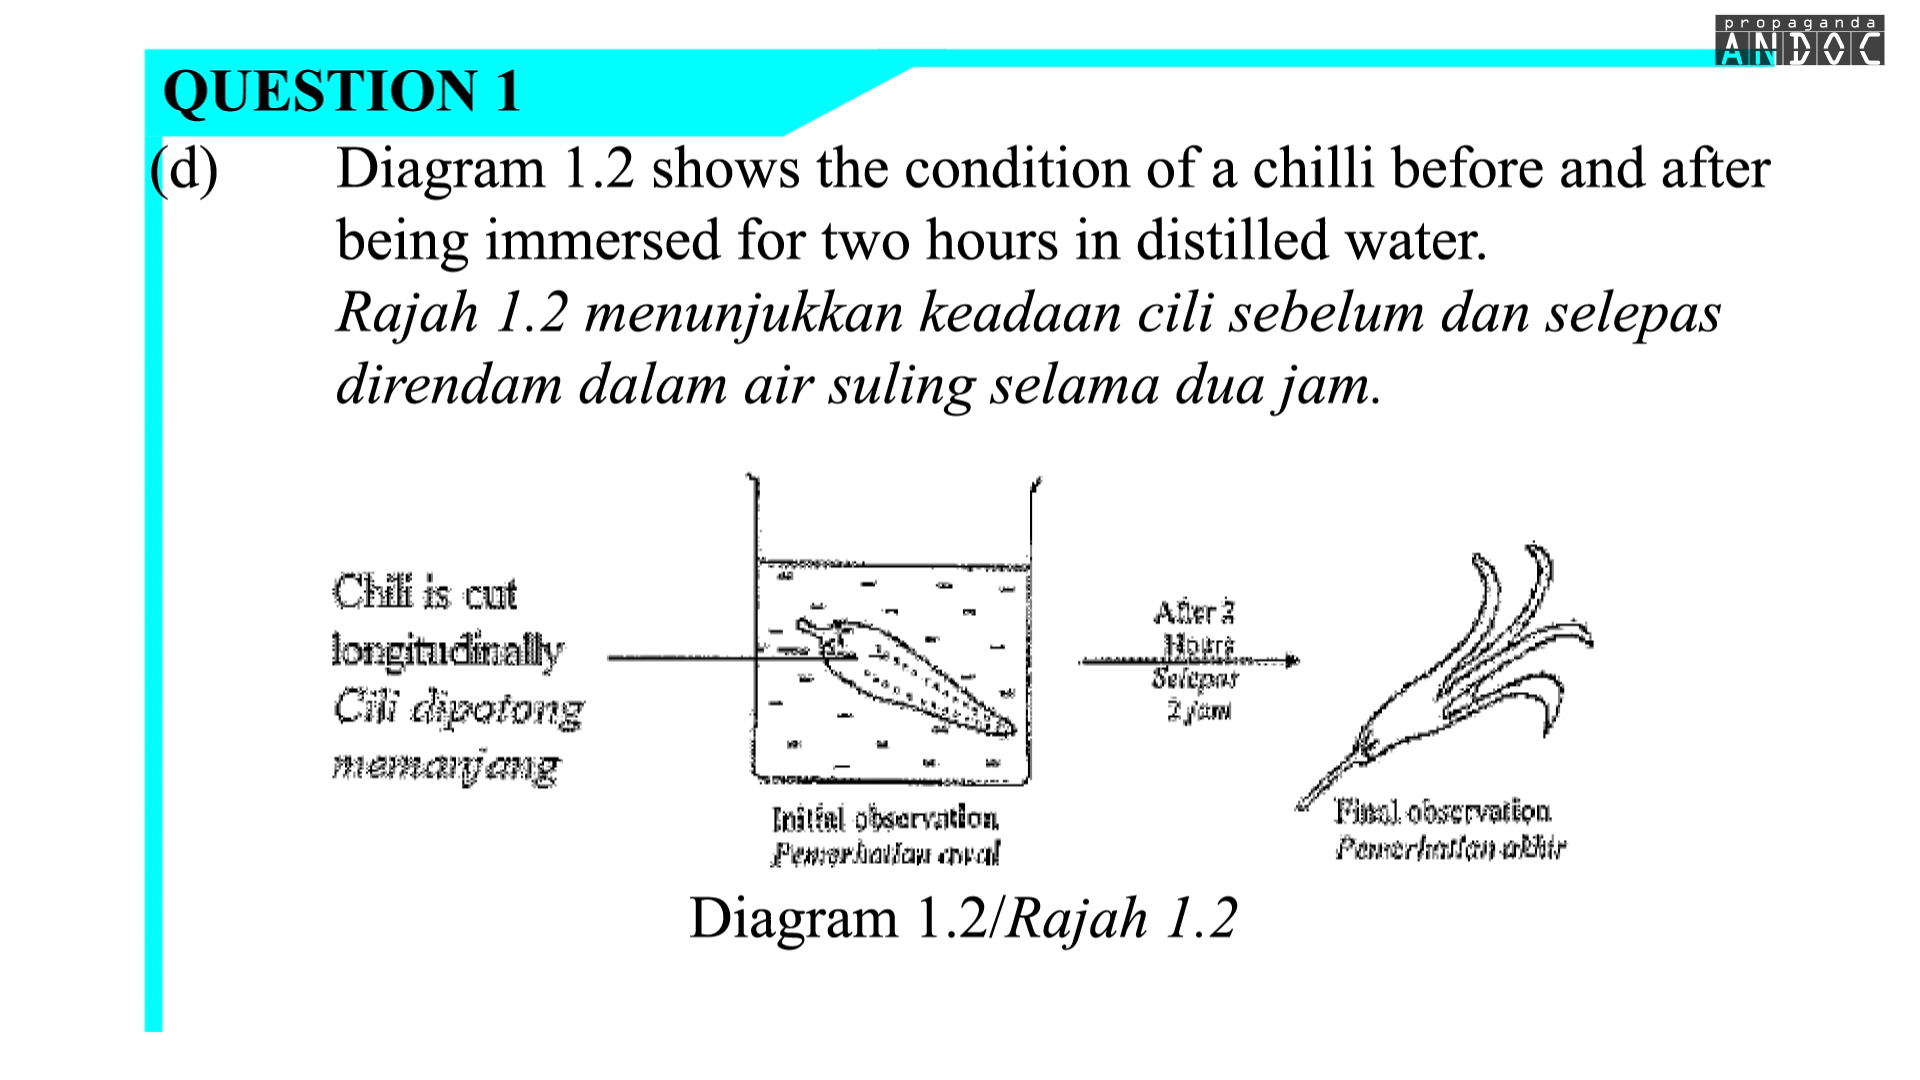 propaganda
ANDOC
QUESTION 1
(d) Diagram 1.2 shows the condition of a chilli before and after
being immersed for two hours in distilled water.
Rajah 1.2 menunjukkan keadaan cili sebelum dan selepas
direndam dalam air suling selama dua jam.
Chili is cut
longitudinally
Cili dipotong
memanjang
After 2
Hours
Selepas
2 jam
Initial observation
Pemerhatian awal
Final observation
Pemerhatian akhir
Diagram 1.2/Rajah 1.2